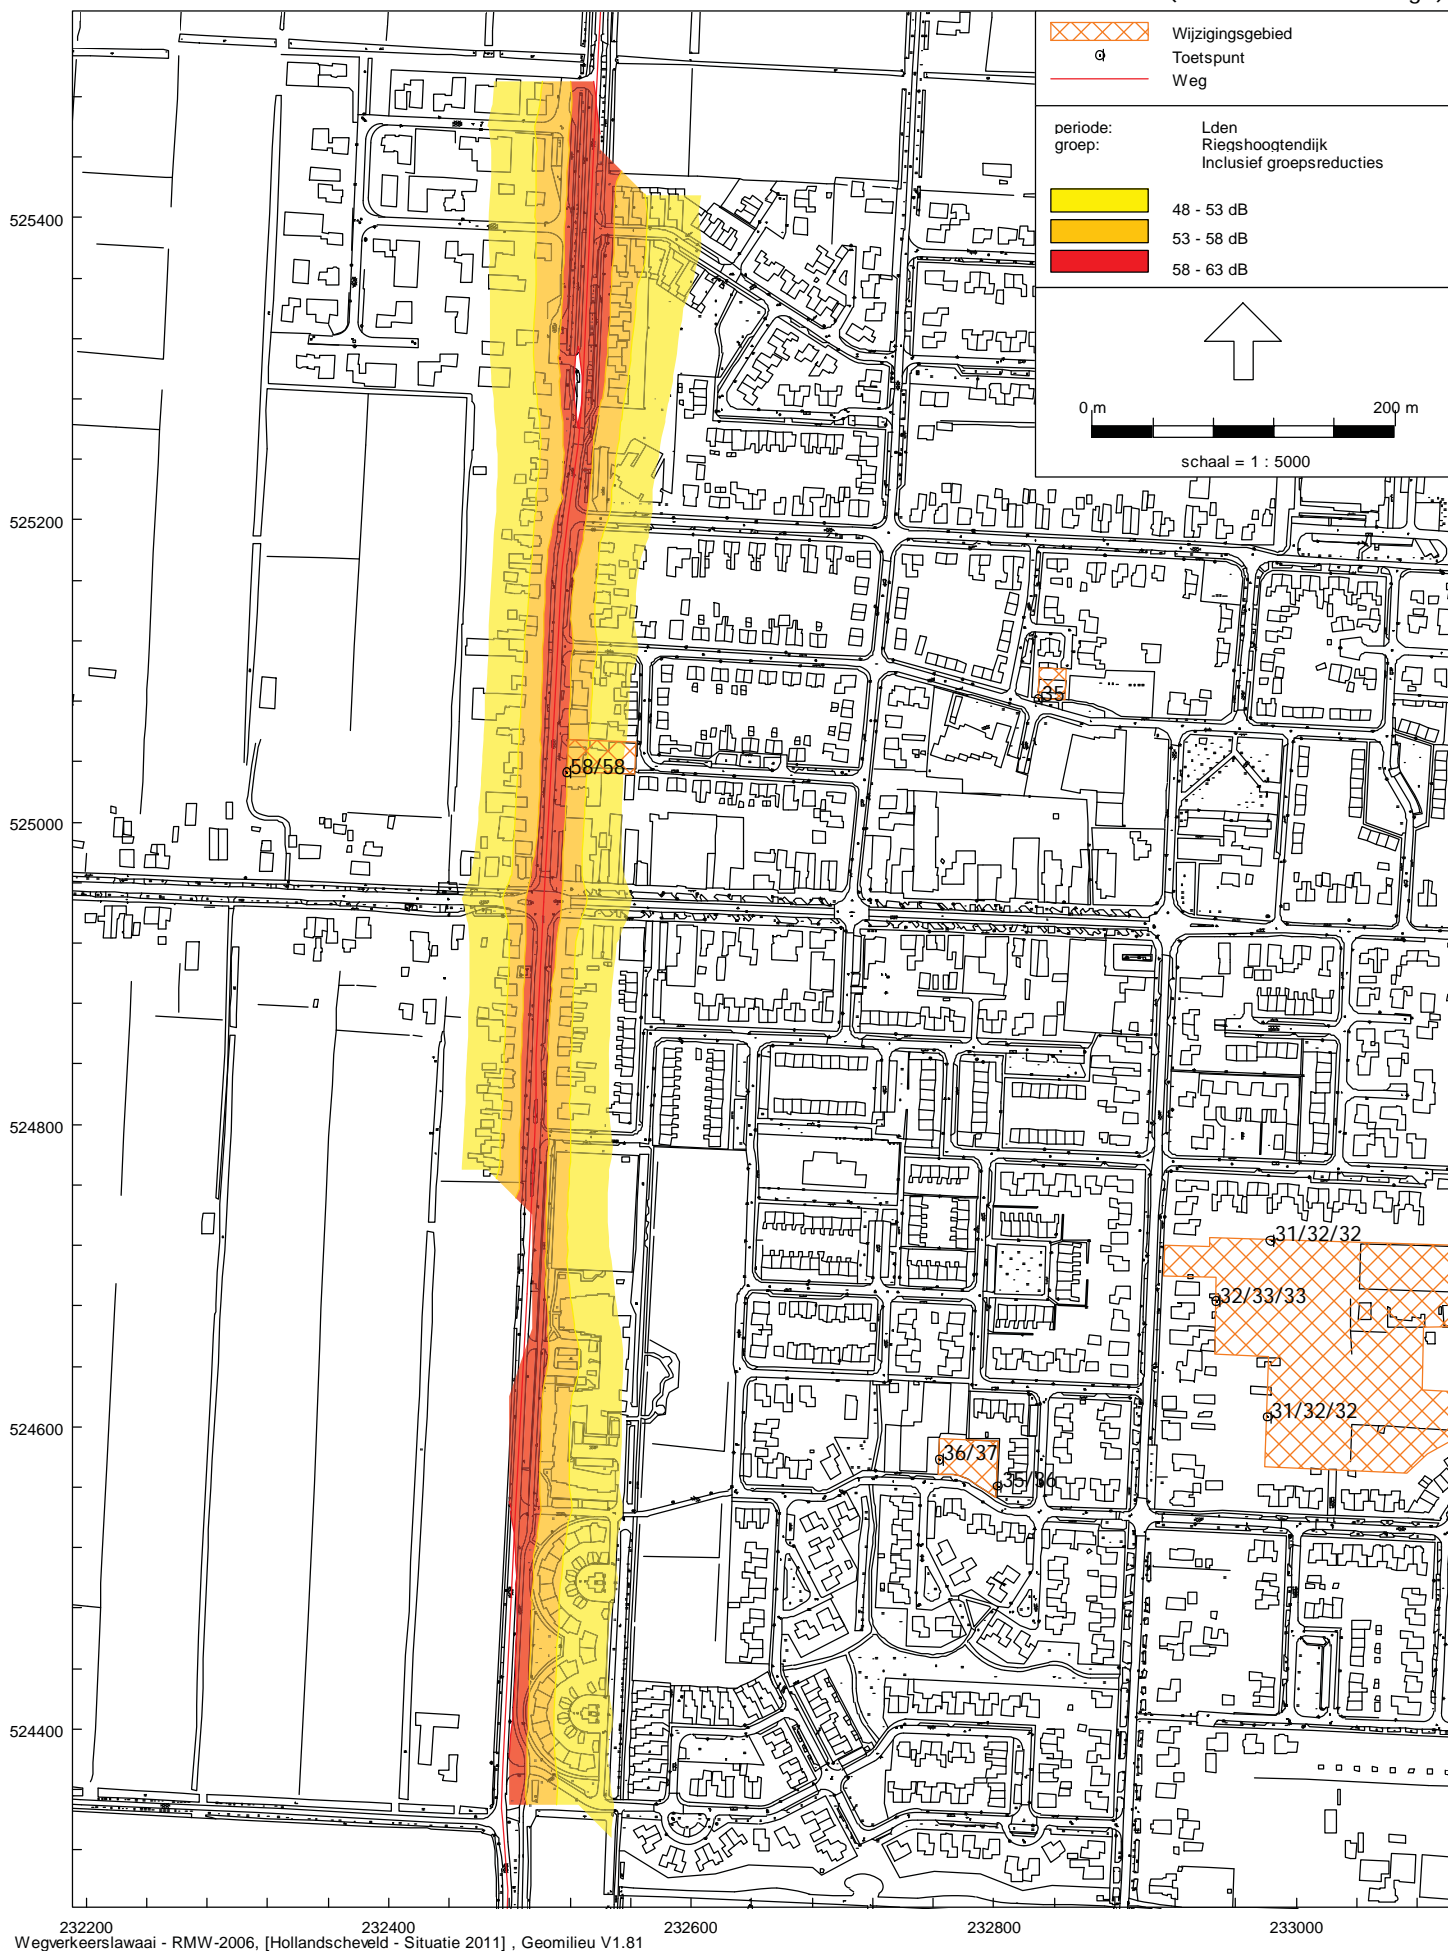 Wijzigingsgebied
Toetspunt
Weg
periode: Lden
groep: Riegshoogtendijk
Inclusief groepsreducties
48 - 53 dB
53 - 58 dB
58 - 63 dB
0 m 200 m
schaal = 1 : 5000
525400
525200
35
58/58
525000
524800
31/32/32
32/33/33
31/32/32
524600
36/37
35/36
524400
232200 232400 232600 232800 233000
Wegverkeerslawaai - RMW-2006, [Hollandscheveld - Situatie 2011] , Geomilieu V1.81